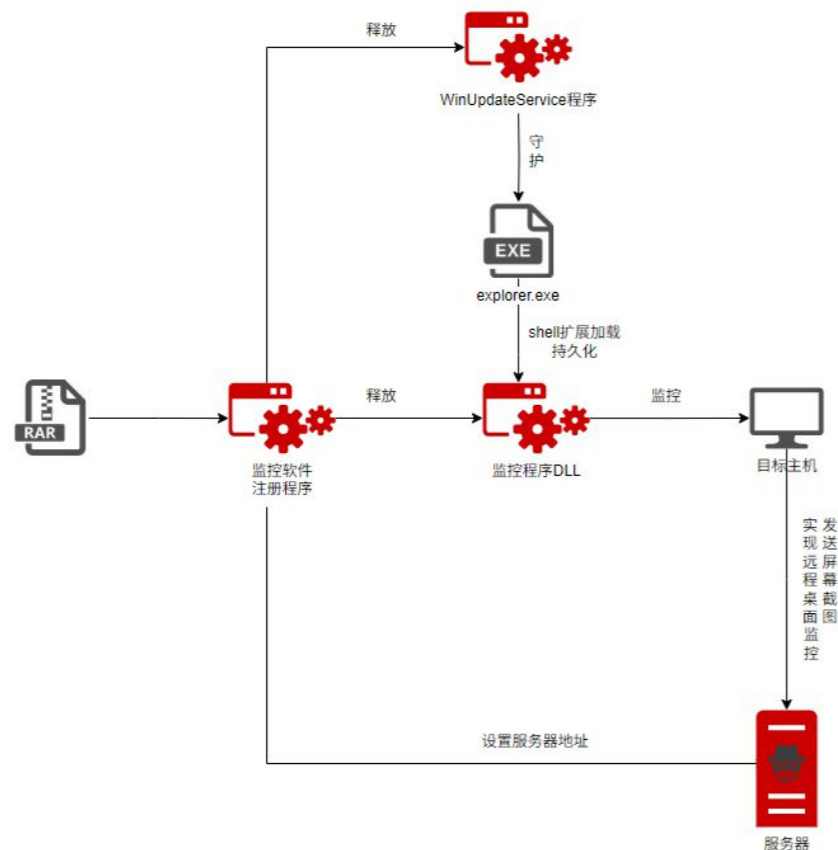 释放
WinUpdateService程序
守
护
EXE
explorer.exe
shell扩展加载
持久化
RAR
释放
监控
监控软件
注册程序
监控程序DLL
目标主机
发送屏幕截图
实现远程桌面监控
设置服务器地址
服务器